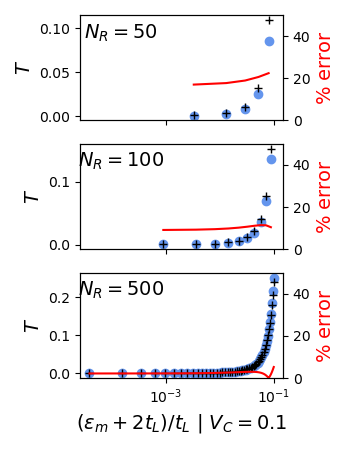 0.10
0.05
0.00
T
N_R = 50
40
20
0
% error
0.1
0.0
T
N_R = 100
40
20
0
% error
0.2
0.1
0.0
T
N_R = 500
40
20
0
% error
10^{-3} 10^{-1}
(ε_m + 2t_L)/t_L | V_C = 0.1